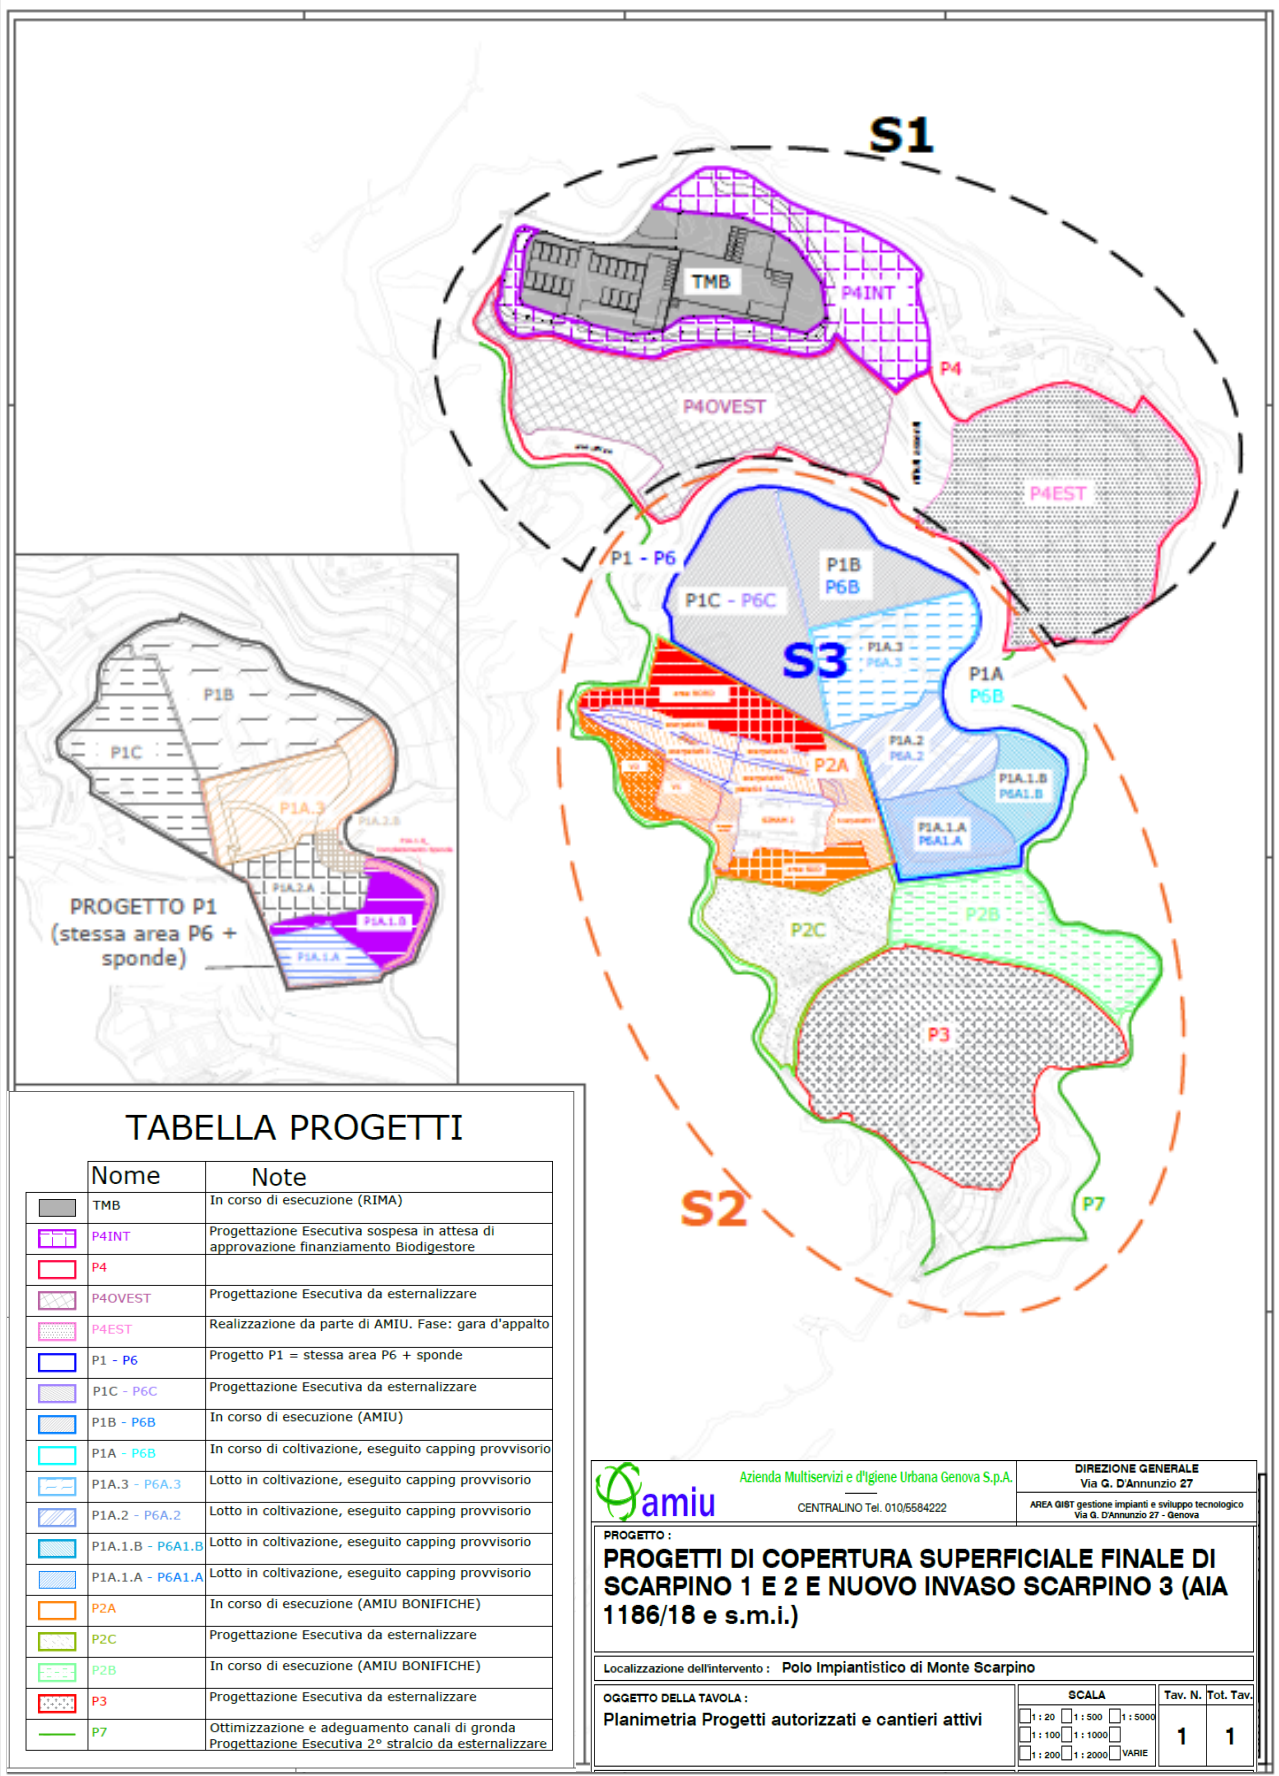 S1
TMB
P4INT
P4
P4OVEST
P4EST
P1 - P6
P1B
P6B
P1C - P6C
S3
P1A.3
P6A.3
P1A
P6B
P1A.2
P6A.2
P2A
P1A.1.B
P6A1.B
P1A.1.A
P6A1.A
P2C
P2B
P3
S2
P7
P1B
P1C
P1A.3
P1A.2.B
P1A.2.A
P1A.1.B
P1A.1.A
PROGETTO P1
(stessa area P6 +
sponde)
TABELLA PROGETTI
Nome Note
TMB In corso di esecuzione (RIMA)
P4INT Progettazione Esecutiva sospesa in attesa di
approvazione finanziamento Biodigestore
P4
P4OVEST Progettazione Esecutiva da esternalizzare
P4EST Realizzazione da parte di AMIU. Fase: gara d'appalto
P1 - P6 Progetto P1 = stessa area P6 + sponde
P1C - P6C Progettazione Esecutiva da esternalizzare
P1B - P6B In corso di esecuzione (AMIU)
P1A - P6B In corso di coltivazione, eseguito capping provvisorio
P1A.3 - P6A.3 Lotto in coltivazione, eseguito capping provvisorio
P1A.2 - P6A.2 Lotto in coltivazione, eseguito capping provvisorio
P1A.1.B - P6A1.B Lotto in coltivazione, eseguito capping provvisorio
P1A.1.A - P6A1.A Lotto in coltivazione, eseguito capping provvisorio
P2A In corso di esecuzione (AMIU BONIFICHE)
P2C Progettazione Esecutiva da esternalizzare
P2B In corso di esecuzione (AMIU BONIFICHE)
P3 Progettazione Esecutiva da esternalizzare
P7 Ottimizzazione e adeguamento canali di gronda
Progettazione Esecutiva 2° stralcio da esternalizzare
amiu
Azienda Multiservizi e d'Igiene Urbana Genova S.p.A.
CENTRALINO Tel. 010/5584222
DIREZIONE GENERALE
Via G. D'Annunzio 27
AREA GIST gestione impianti e sviluppo tecnologico
Via G. D'Annunzio 27 - Genova
PROGETTO :
PROGETTI DI COPERTURA SUPERFICIALE FINALE DI
SCARPINO 1 E 2 E NUOVO INVASO SCARPINO 3 (AIA
1186/18 e s.m.i.)
Localizzazione dell'intervento : Polo Impiantistico di Monte Scarpino
OGGETTO DELLA TAVOLA :
Planimetria Progetti autorizzati e cantieri attivi
SCALA
1 : 20 1 : 500 1 : 5000
1 : 100 1 : 1000
1 : 200 1 : 2000 VARIE
Tav. N. Tot. Tav.
1 1